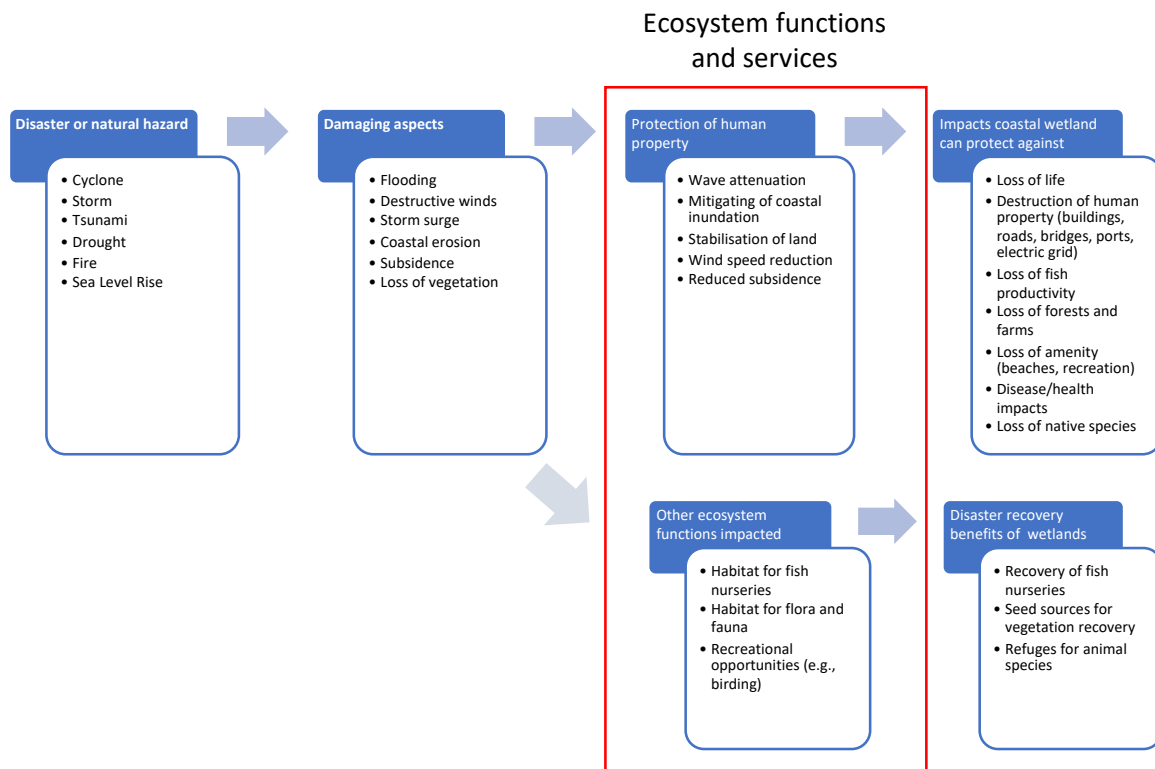 Ecosystem functions
and services
Disaster or natural hazard
• Cyclone
• Storm
• Tsunami
• Drought
• Fire
• Sea Level Rise
Damaging aspects
• Flooding
• Destructive winds
• Storm surge
• Coastal erosion
• Subsidence
• Loss of vegetation
Protection of human
property
• Wave attenuation
• Mitigating of coastal
inundation
• Stabilisation of land
• Wind speed reduction
• Reduced subsidence
Impacts coastal wetland
can protect against
• Loss of life
• Destruction of human
property (buildings,
roads, bridges, ports,
electric grid)
• Loss of fish
productivity
• Loss of forests and
farms
• Loss of amenity
(beaches, recreation)
• Disease/health
impacts
• Loss of native species
Other ecosystem
functions impacted
• Habitat for fish
nurseries
• Habitat for flora and
fauna
• Recreational
opportunities (e.g.,
birding)
Disaster recovery
benefits of wetlands
• Recovery of fish
nurseries
• Seed sources for
vegetation recovery
• Refuges for animal
species